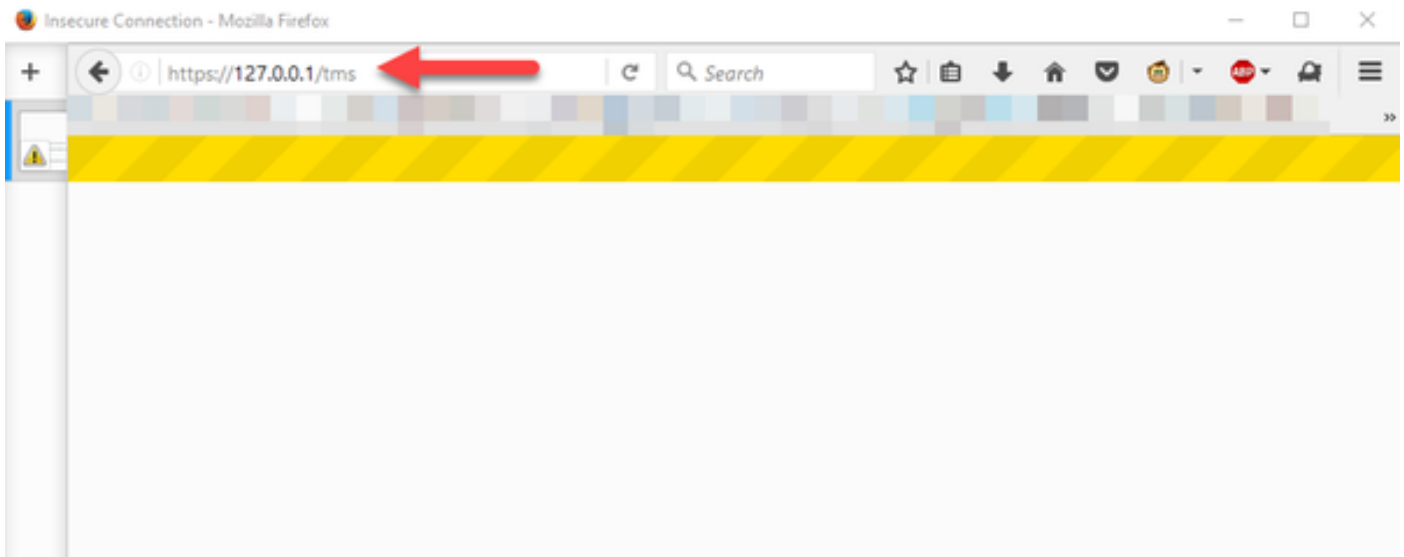 Insecure Connection - Mozilla Firefox
https://127.0.0.1/tms
Search
ABP